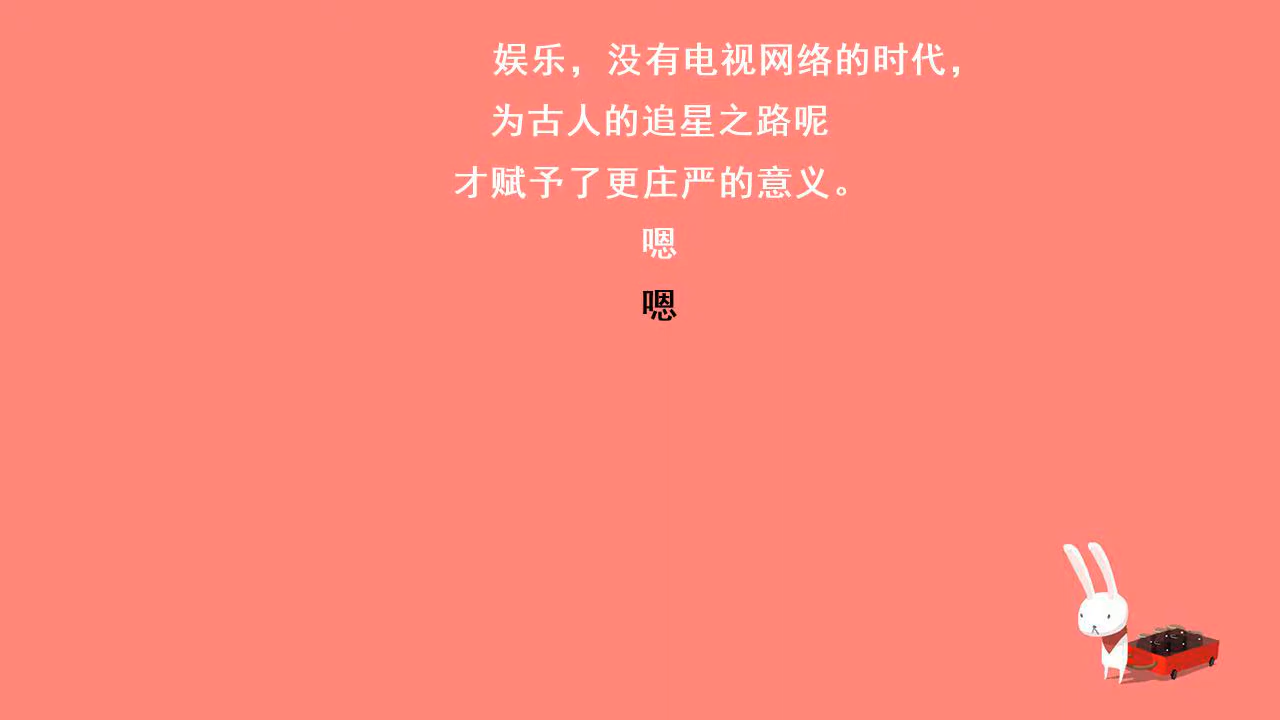 娱乐，没有电视网络的时代，
为古人的追星之路呢
才赋予了更庄严的意义。
嗯
嗯